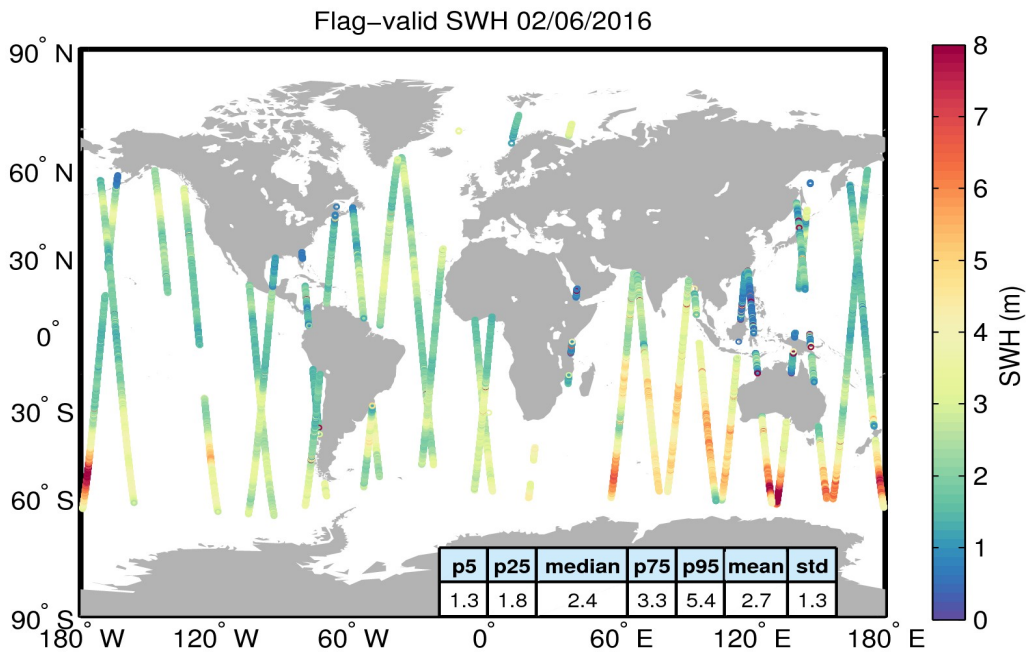 Flag−valid SWH 02/06/2016
90° N
60° N
30° N
0°
30° S
60° S
90° S
180° W
120° W
60° W
0°
60° E
120° E
180° E
p5 p25 median p75 p95 mean std
1.3 1.8 2.4 3.3 5.4 2.7 1.3
8
7
6
5
4
3
2
1
0
SWH (m)